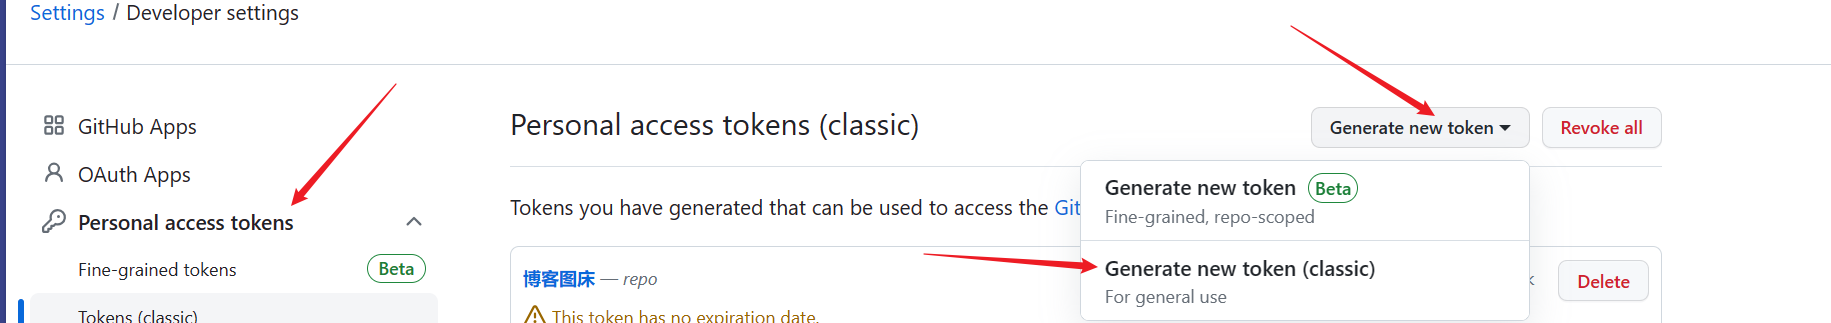 Settings / Developer settings
GitHub Apps
OAuth Apps
Personal access tokens
Fine-grained tokens Beta
Tokens (classic)
Personal access tokens (classic)
Generate new token
Revoke all
Generate new token Beta
Fine-grained, repo-scoped
Generate new token (classic)
For general use
Tokens you have generated that can be used to access the Git
博客图床 — repo
Delete
This token has no expiration date.